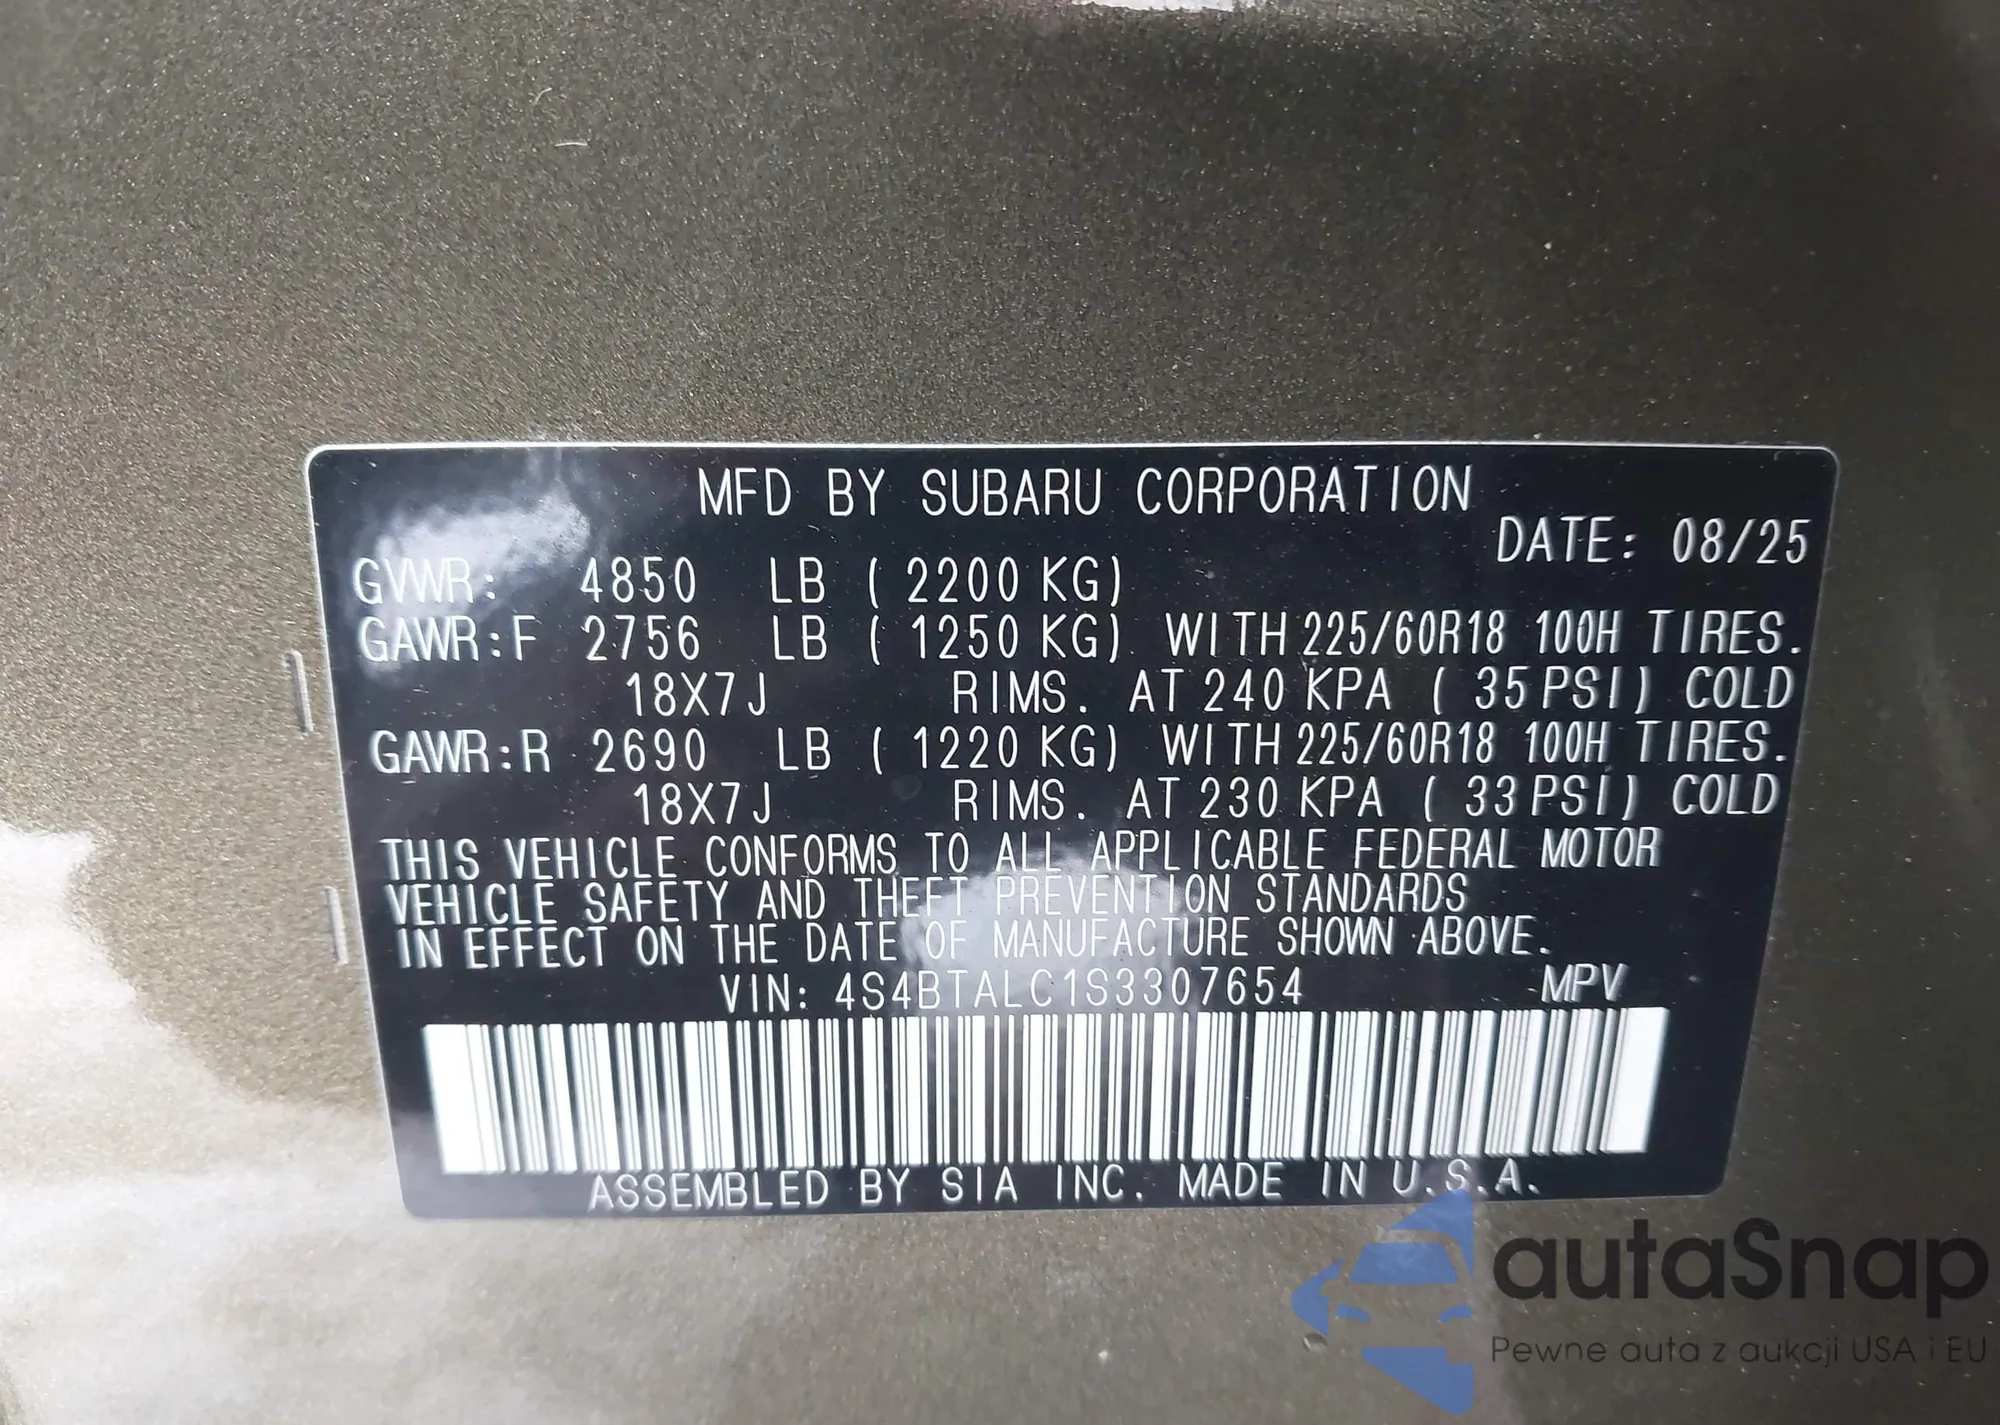 MFD BY SUBARU CORPORATION
DATE: 08/25
GVWR: 4850 LB ( 2200 KG)
GAWR:F 2756 LB ( 1250 KG) WITH 225/60R18 100H TIRES.
18X7J RIMS. AT 240 KPA ( 35 PSI) COLD
GAWR:R 2690 LB ( 1220 KG) WITH 225/60R18 100H TIRES.
18X7J RIMS. AT 230 KPA ( 33 PSI) COLD
THIS VEHICLE CONFORMS TO ALL APPLICABLE FEDERAL MOTOR
VEHICLE SAFETY AND THEFT PREVENTION STANDARDS
IN EFFECT ON THE DATE OF MANUFACTURE SHOWN ABOVE.
VIN: 4S4BTALC1S3307654 MPV
ASSEMBLED BY SIA INC. MADE IN U.S.A.
autaSnap
Pewne auta z aukcji USA i EU